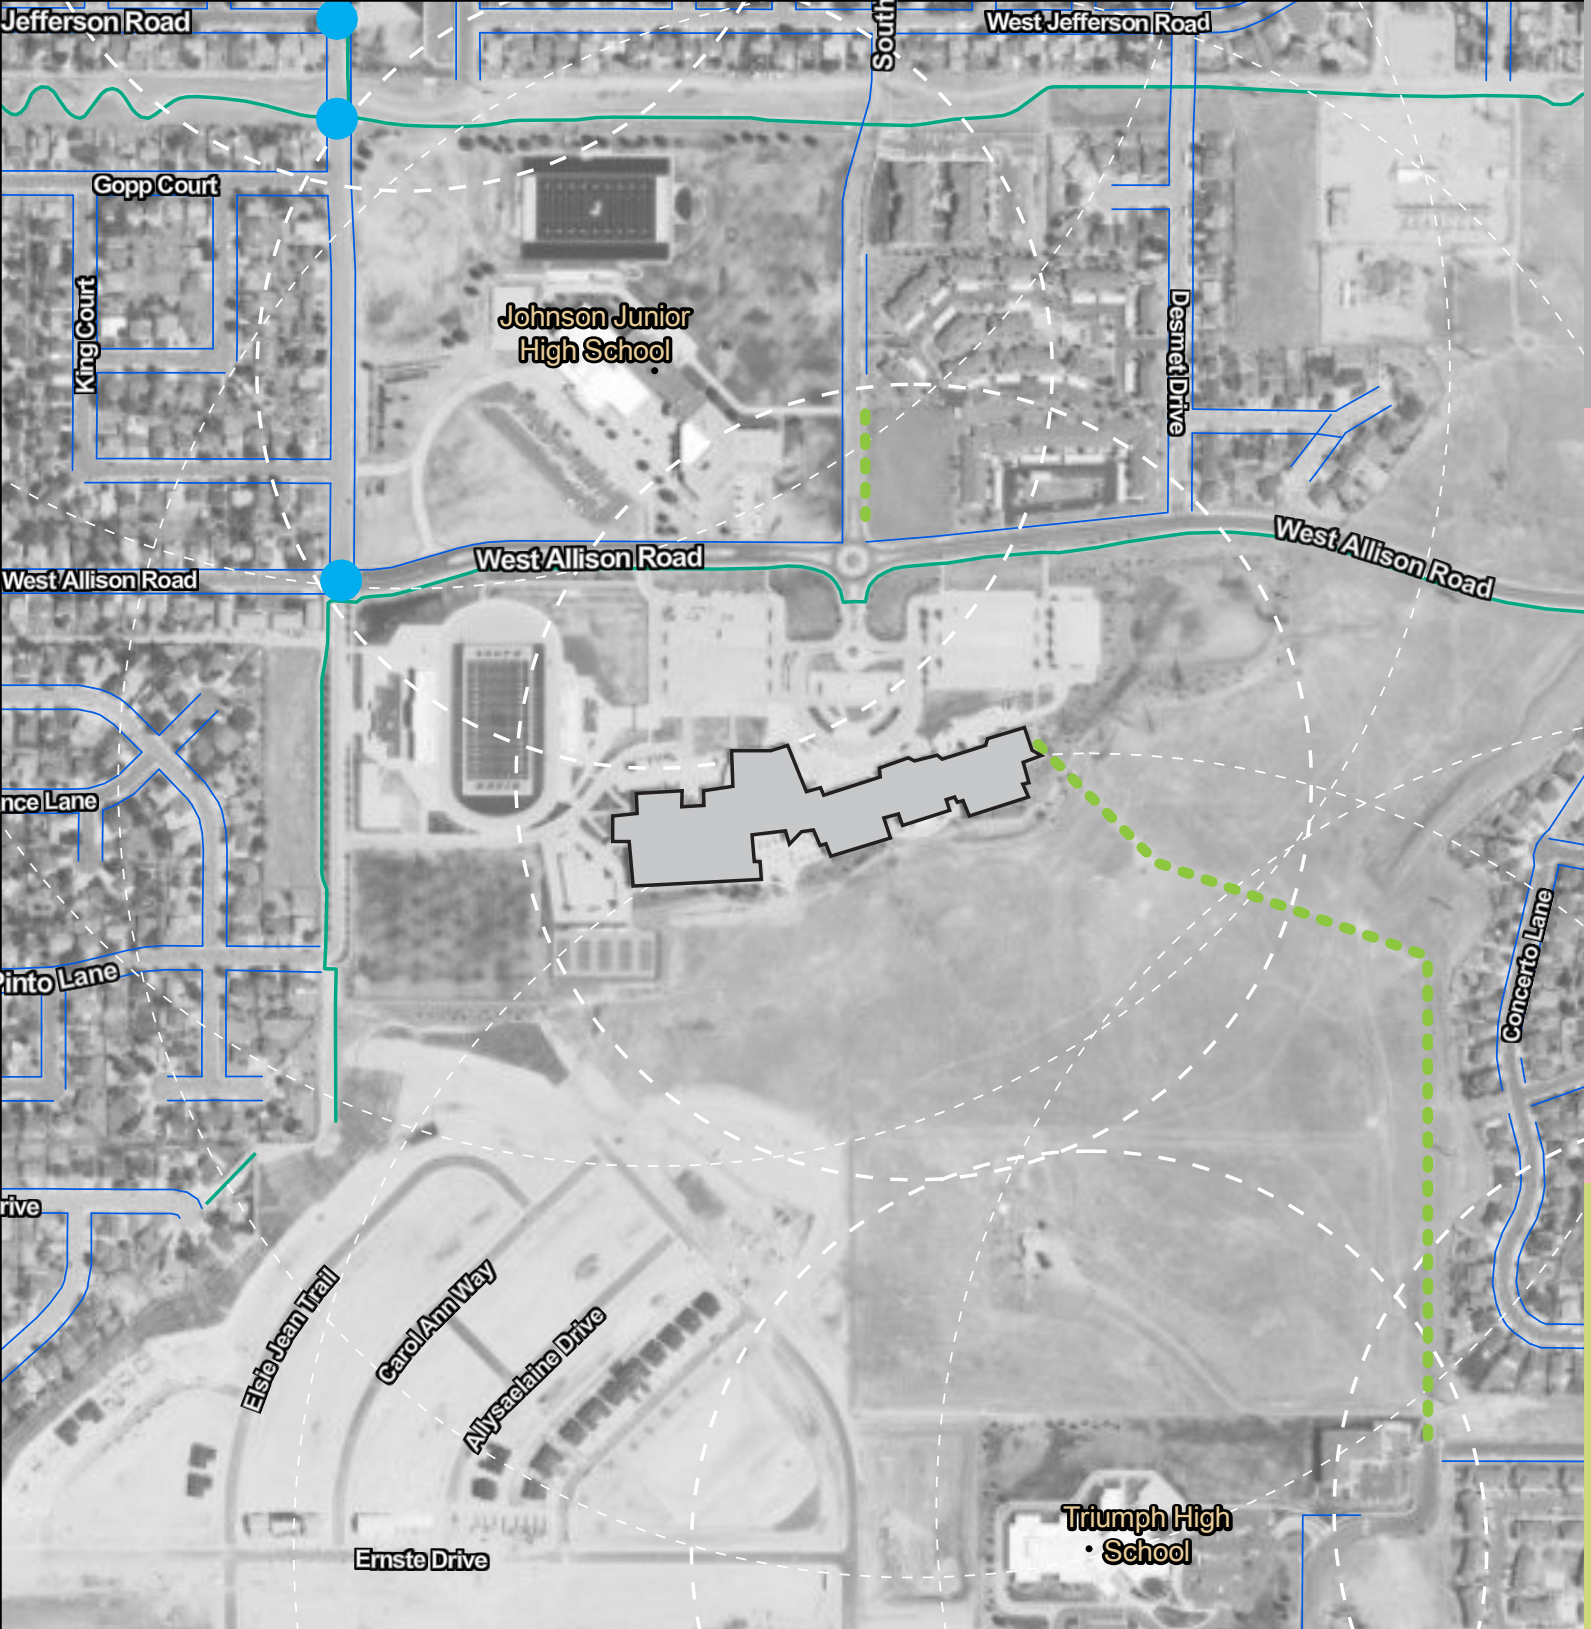 Jefferson Road
South
West Jefferson Road
Gopp Court
King Court
Johnson Junior
High School
Desmet Drive
West Allison Road
West Allison Road
West Allison Road
nce Lane
Pinto Lane
Concerto Lane
rive
Elsie Jean Trail
Carol Ann Way
Allysaelaine Drive
Triumph High
School
Ernste Drive